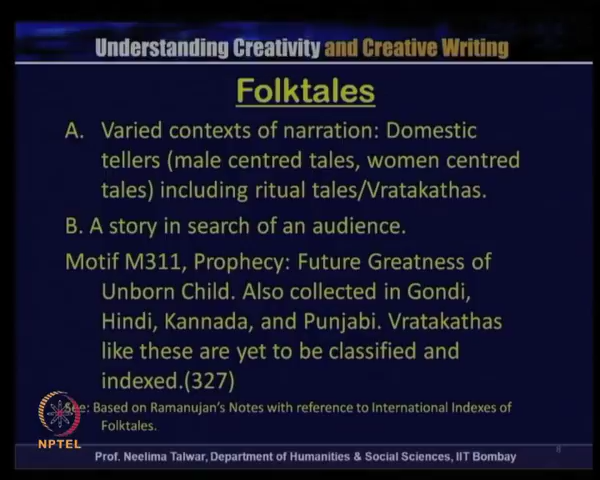 Understanding Creativity and Creative Writing
Folktales
A. Varied contexts of narration: Domestic
tellers (male centred tales, women centred
tales) including ritual tales/Vratakathas.
B. A story in search of an audience.
Motif M311, Prophecy: Future Greatness of
Unborn Child. Also collected in Gondi,
Hindi, Kannada, and Punjabi. Vratakathas
like these are yet to be classified and
indexed.(327)
See: Based on Ramanujan's Notes with reference to International Indexes of
Folktales.
NPTEL
Prof. Neelima Talwar, Department of Humanities & Social Sciences, IIT Bombay
8